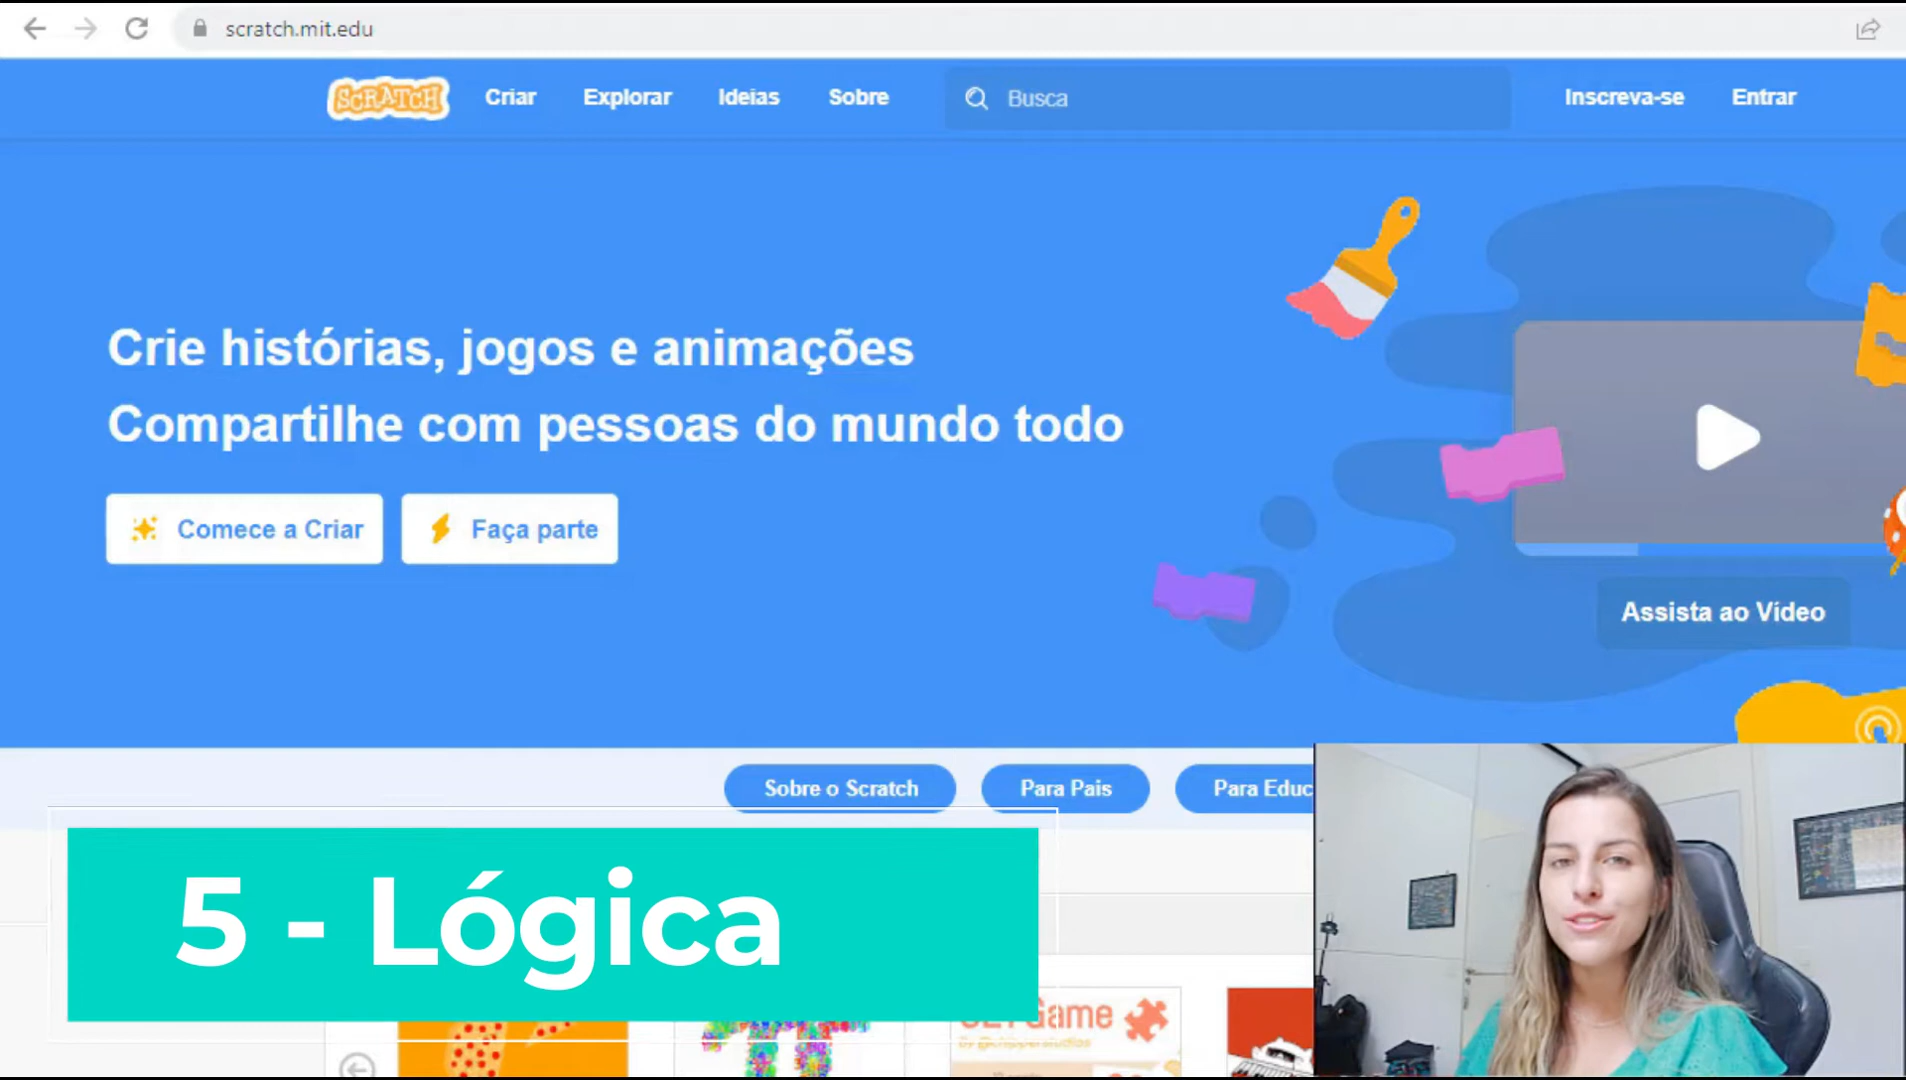 scratch.mit.edu
SCRATCH Criar Explorar Ideias Sobre Busca Inscreva-se Entrar
Crie histórias, jogos e animações
Compartilhe com pessoas do mundo todo
Comece a Criar Faça parte
Assista ao Vídeo
Sobre o Scratch Para Pais Para Educ
5 - Lógica
Game